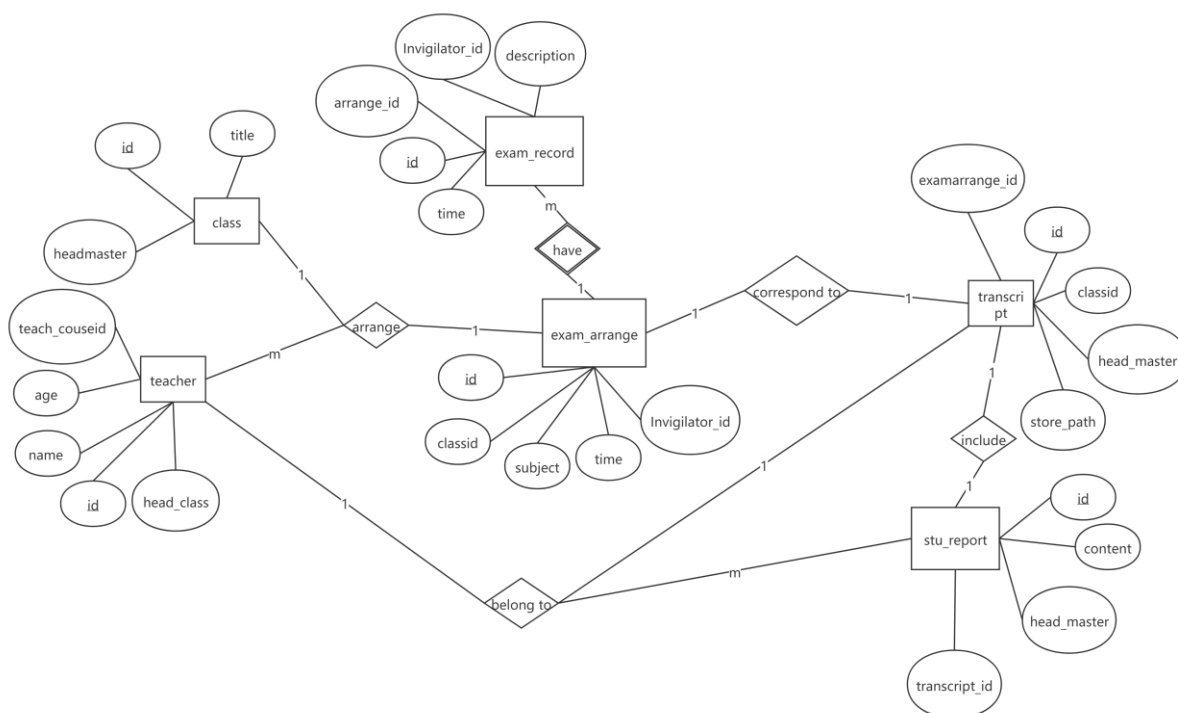 Invigilator_id
description
arrange_id
exam_record
id
time
m
have
1
id
title
class
headmaster
1
teach_couseid
age
teacher
name
id
head_class
m
arrange
1
exam_arrange
id
classid
subject
time
Invigilator_id
1
correspond to
1
examarrange_id
id
classid
transcri
pt
head_master
store_path
1
include
1
1
1
belong to
m
stu_report
id
content
head_master
transcript_id